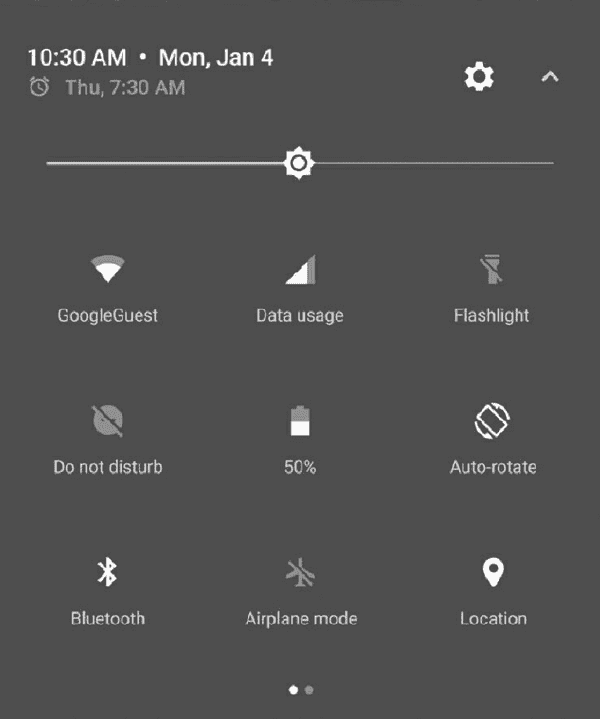 10:30 AM • Mon, Jan 4
Thu, 7:30 AM
GoogleGuest
Data usage
Flashlight
Do not disturb
50%
Auto-rotate
Bluetooth
Airplane mode
Location